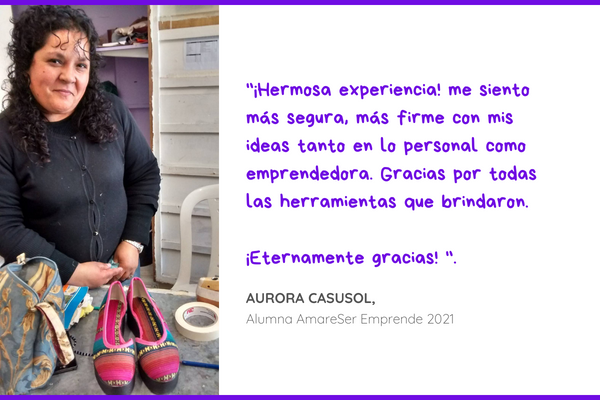 "¡Hermosa experiencia! me siento
más segura, más firme con mis
ideas tanto en lo personal como
emprendedora. Gracias por todas
las herramientas que brindaron.
¡Eternamente gracias! ".
AURORA CASUSOL,
Alumna AmareSer Emprende 2021